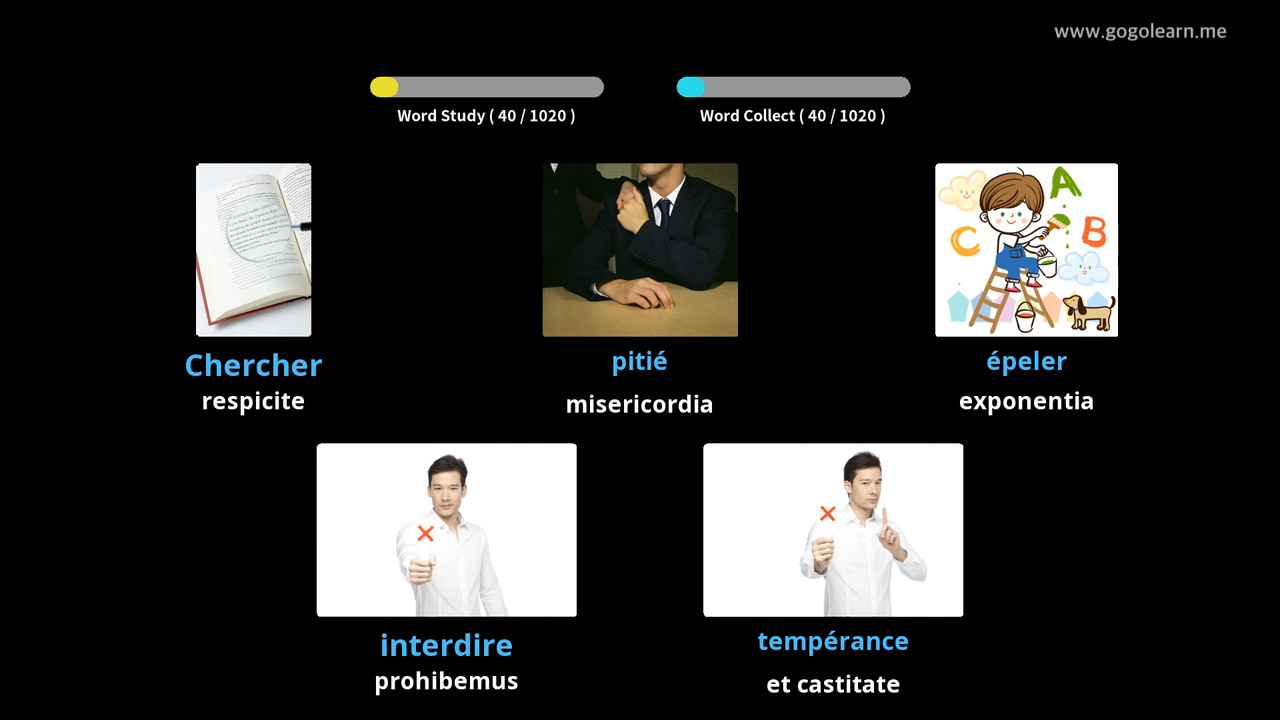 www.gogolearn.me
Word Study ( 40 / 1020 )
Word Collect ( 40 / 1020 )
A
C
B
Chercher
respicite
pitié
misericordia
épeler
exponentia
interdire
prohibemus
tempérance
et castitate